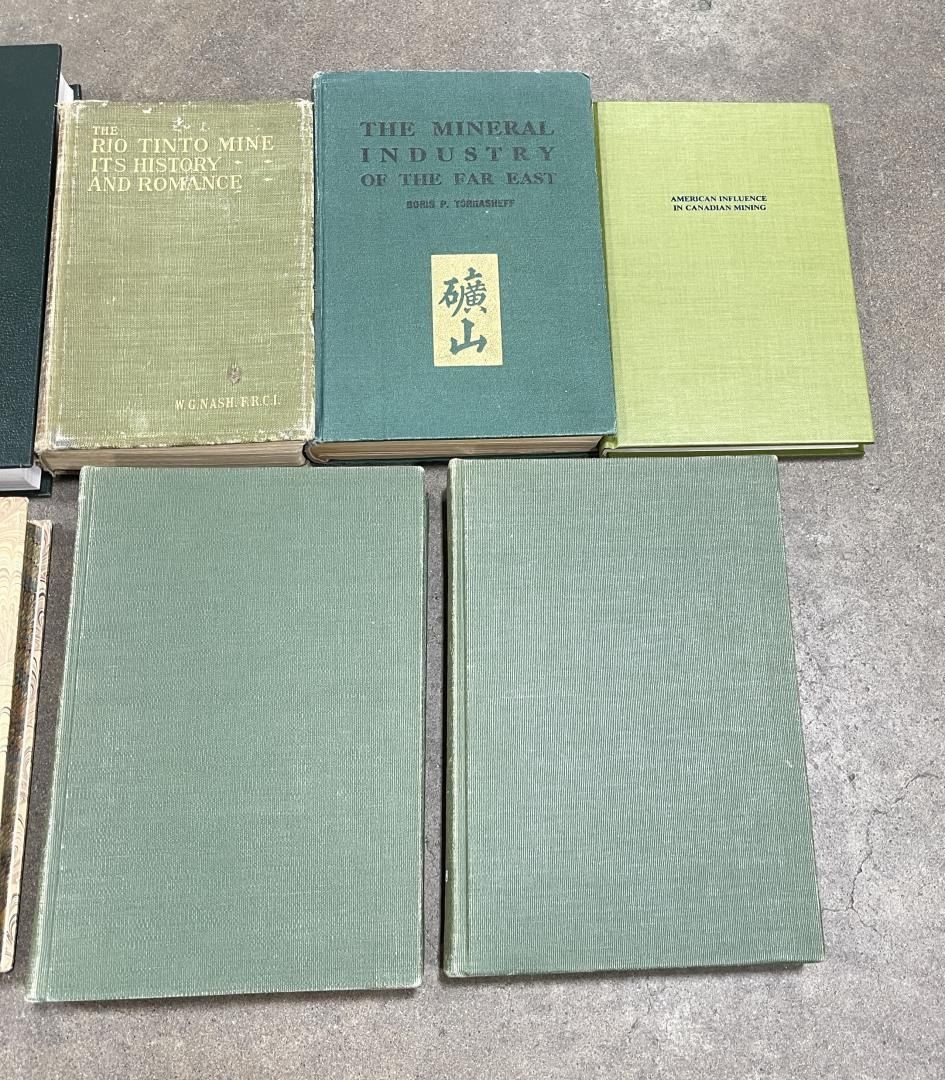 THE
RIO TINTO MINE
ITS HISTORY
AND ROMANCE
W.G. NASH. F.R.C.I.
THE MINERAL
INDUSTRY
OF THE FAR EAST
BORIS P. TORGASHEFF
礦
山
AMERICAN INFLUENCE
IN CANADIAN MINING